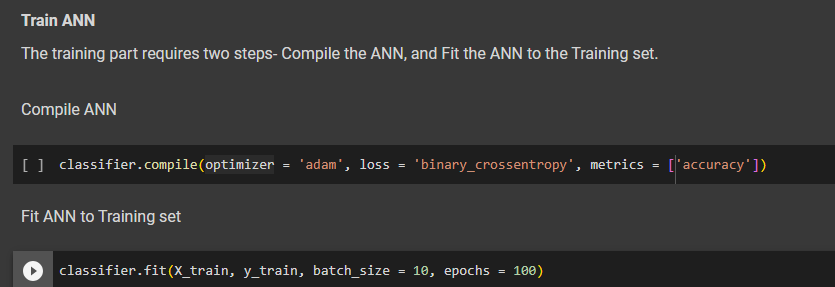 Train ANN
The training part requires two steps- Compile the ANN, and Fit the ANN to the Training set.
Compile ANN
[ ] classifier.compile(optimizer = 'adam', loss = 'binary_crossentropy', metrics = ['accuracy'])
Fit ANN to Training set
classifier.fit(X_train, y_train, batch_size = 10, epochs = 100)